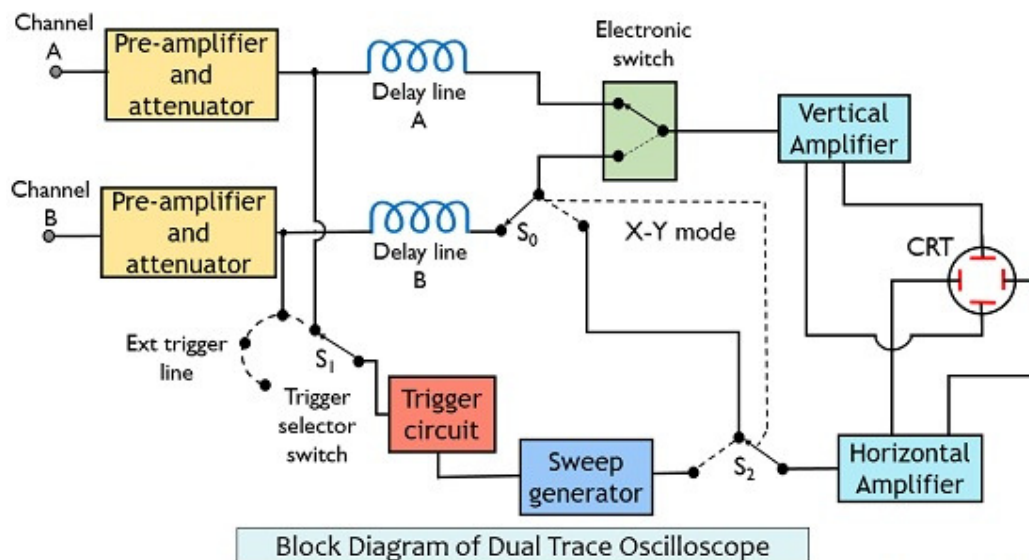 Channel
A
Pre-amplifier
and
attenuator
Delay line
A
Electronic
switch
Vertical
Amplifier
Channel
B
Pre-amplifier
and
attenuator
Delay line
B
S0
X-Y mode
CRT
Ext trigger
line
S1
Trigger
selector
switch
Trigger
circuit
Sweep
generator
S2
Horizontal
Amplifier
Block Diagram of Dual Trace Oscilloscope